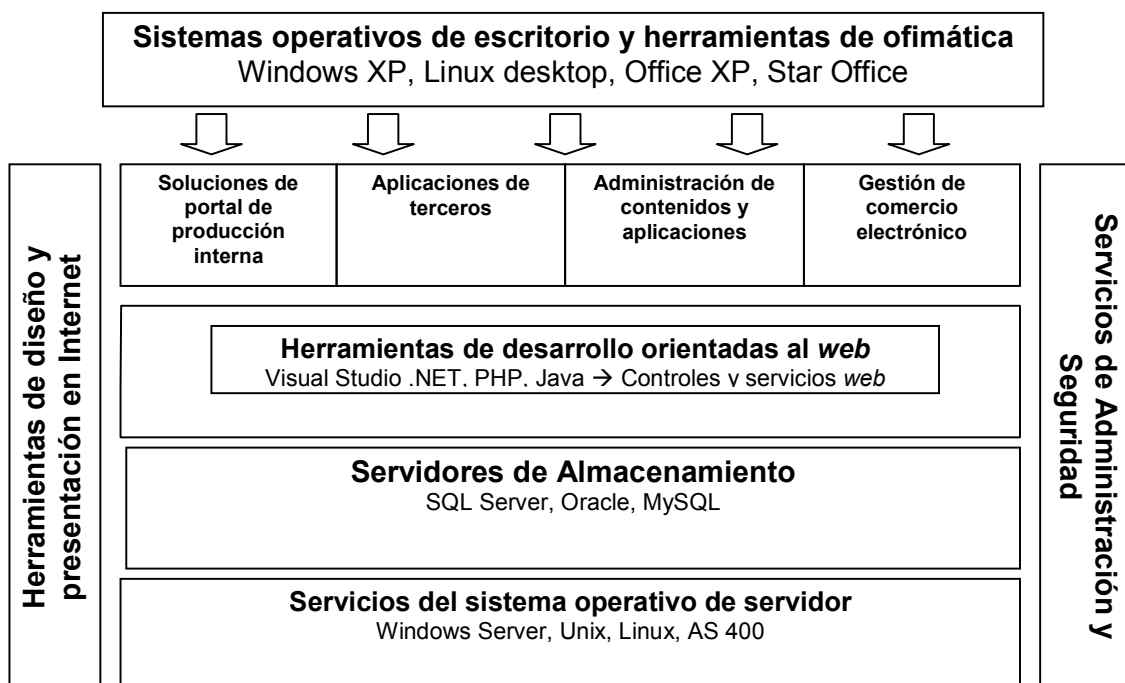 Sistemas operativos de escritorio y herramientas de ofimática
Windows XP, Linux desktop, Office XP, Star Office
Herramientas de diseño y
presentación en Internet
Soluciones de
portal de
producción
interna
Aplicaciones de
terceros
Administración de
contenidos y
aplicaciones
Gestión de
comercio
electrónico
Herramientas de desarrollo orientadas al web
Visual Studio .NET, PHP, Java → Controles y servicios web
Servidores de Almacenamiento
SQL Server, Oracle, MySQL
Servicios del sistema operativo de servidor
Windows Server, Unix, Linux, AS 400
Servicios de Administración y
Seguridad